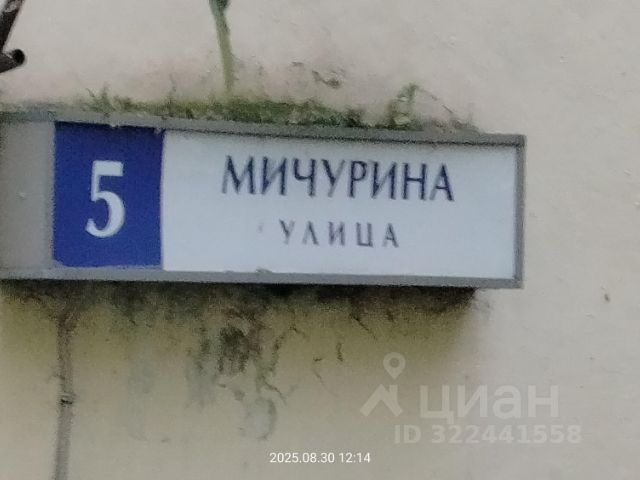 5
МИЧУРИНА
УЛИЦА
циан
ID 322441558
2025.08.30 12:14